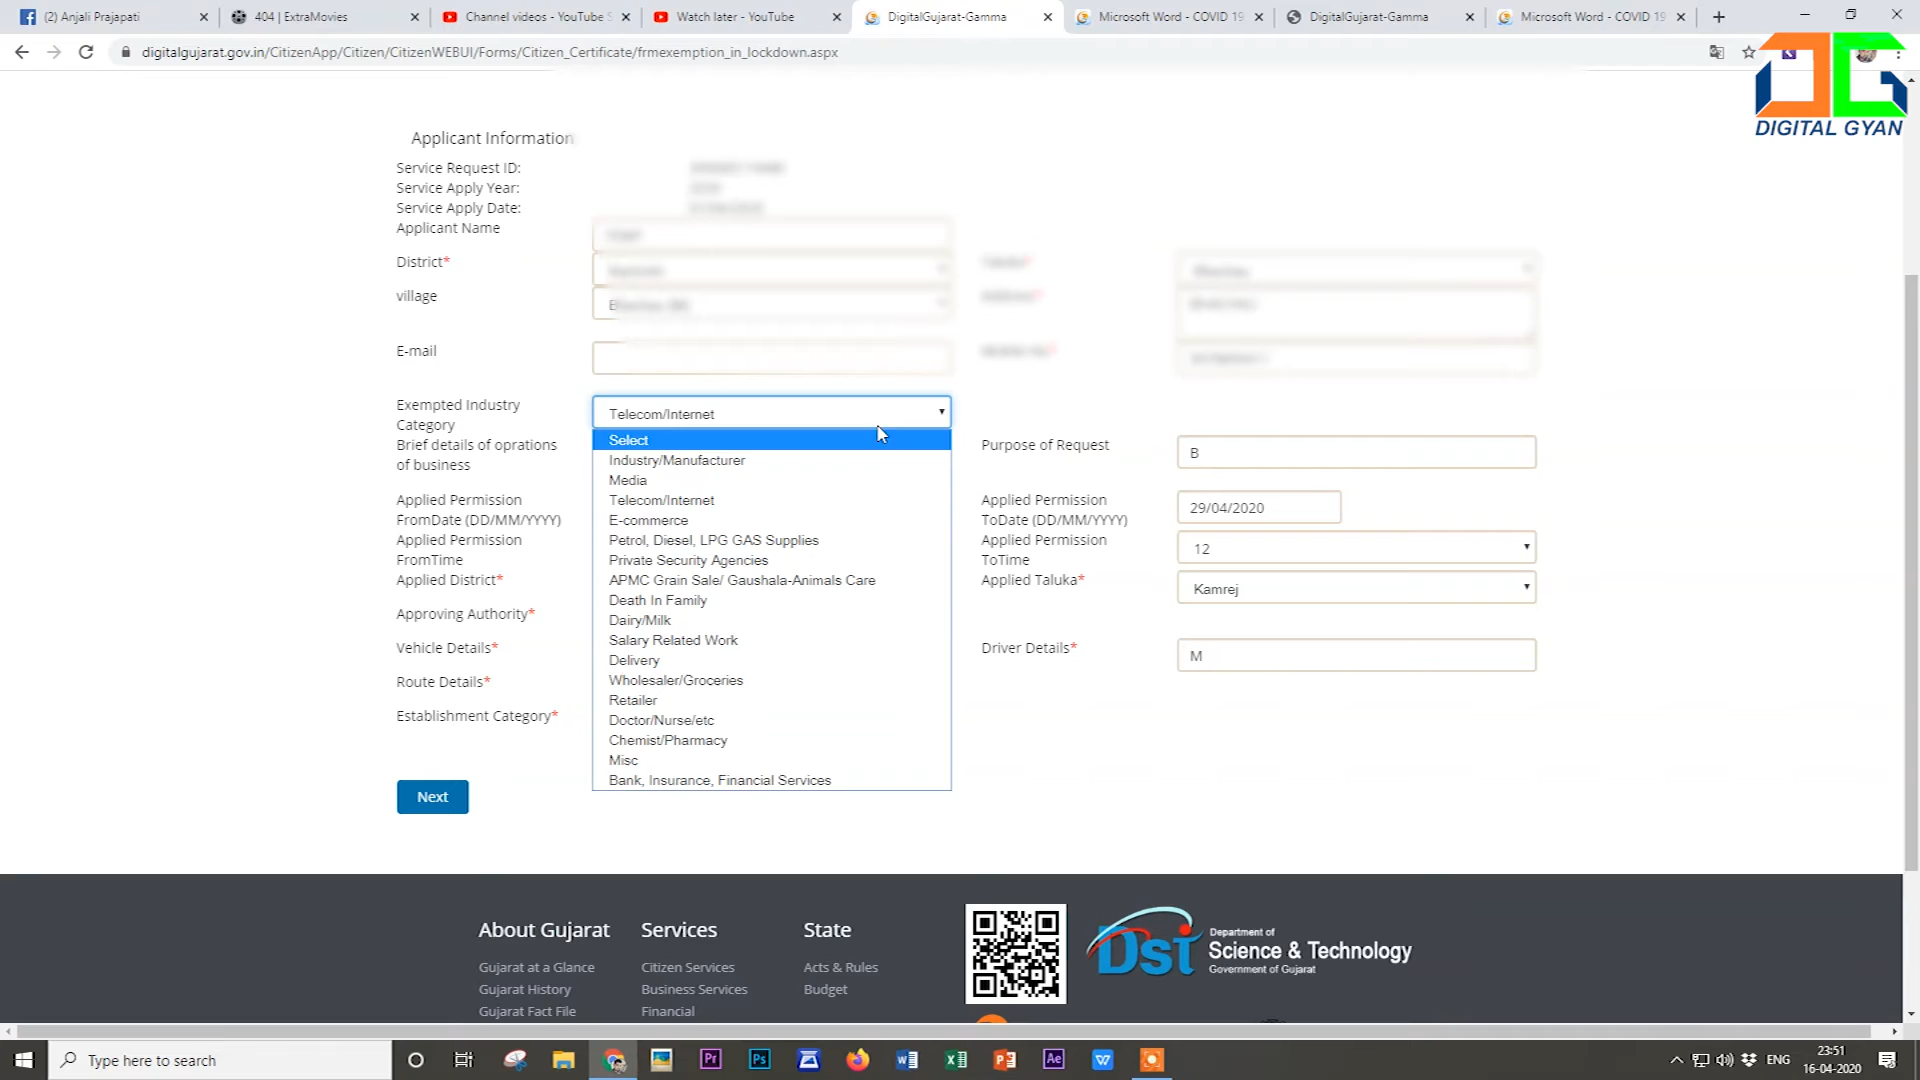 (2) Anjali Prajapati
404 | ExtraMovies
Channel videos - YouTube S
Watch later - YouTube
DigitalGujarat-Gamma
Microsoft Word - COVID 19
DigitalGujarat-Gamma
Microsoft Word - COVID 19
digitalgujarat.gov.in/CitizenApp/Citizen/CitizenWEBUI/Forms/Citizen_Certificate/frmexemption_in_lockdown.aspx
DIGITAL GYAN
Applicant Information
Service Request ID:
Service Apply Year:
Service Apply Date:
Applicant Name
District*
village
E-mail
Exempted Industry
Category
Telecom/Internet
Brief details of oprations
of business
Purpose of Request
B
Applied Permission
FromDate (DD/MM/YYYY)
Applied Permission
ToDate (DD/MM/YYYY)
29/04/2020
Applied Permission
FromTime
Applied Permission
ToTime
12
Applied District*
Applied Taluka*
Kamrej
Approving Authority*
Vehicle Details*
Driver Details*
M
Route Details*
Establishment Category*
Select
Industry/Manufacturer
Media
Telecom/Internet
E-commerce
Petrol, Diesel, LPG GAS Supplies
Private Security Agencies
APMC Grain Sale/ Gaushala-Animals Care
Death In Family
Dairy/Milk
Salary Related Work
Delivery
Wholesaler/Groceries
Retailer
Doctor/Nurse/etc
Chemist/Pharmacy
Misc
Bank, Insurance, Financial Services
Next
About Gujarat
Gujarat at a Glance
Gujarat History
Gujarat Fact File
Services
Citizen Services
Business Services
Financial
State
Acts & Rules
Budget
DST
Department of
Science & Technology
Government of Gujarat
Type here to search
Pr
Ps
Ae
ENG
23:51
16-04-2020